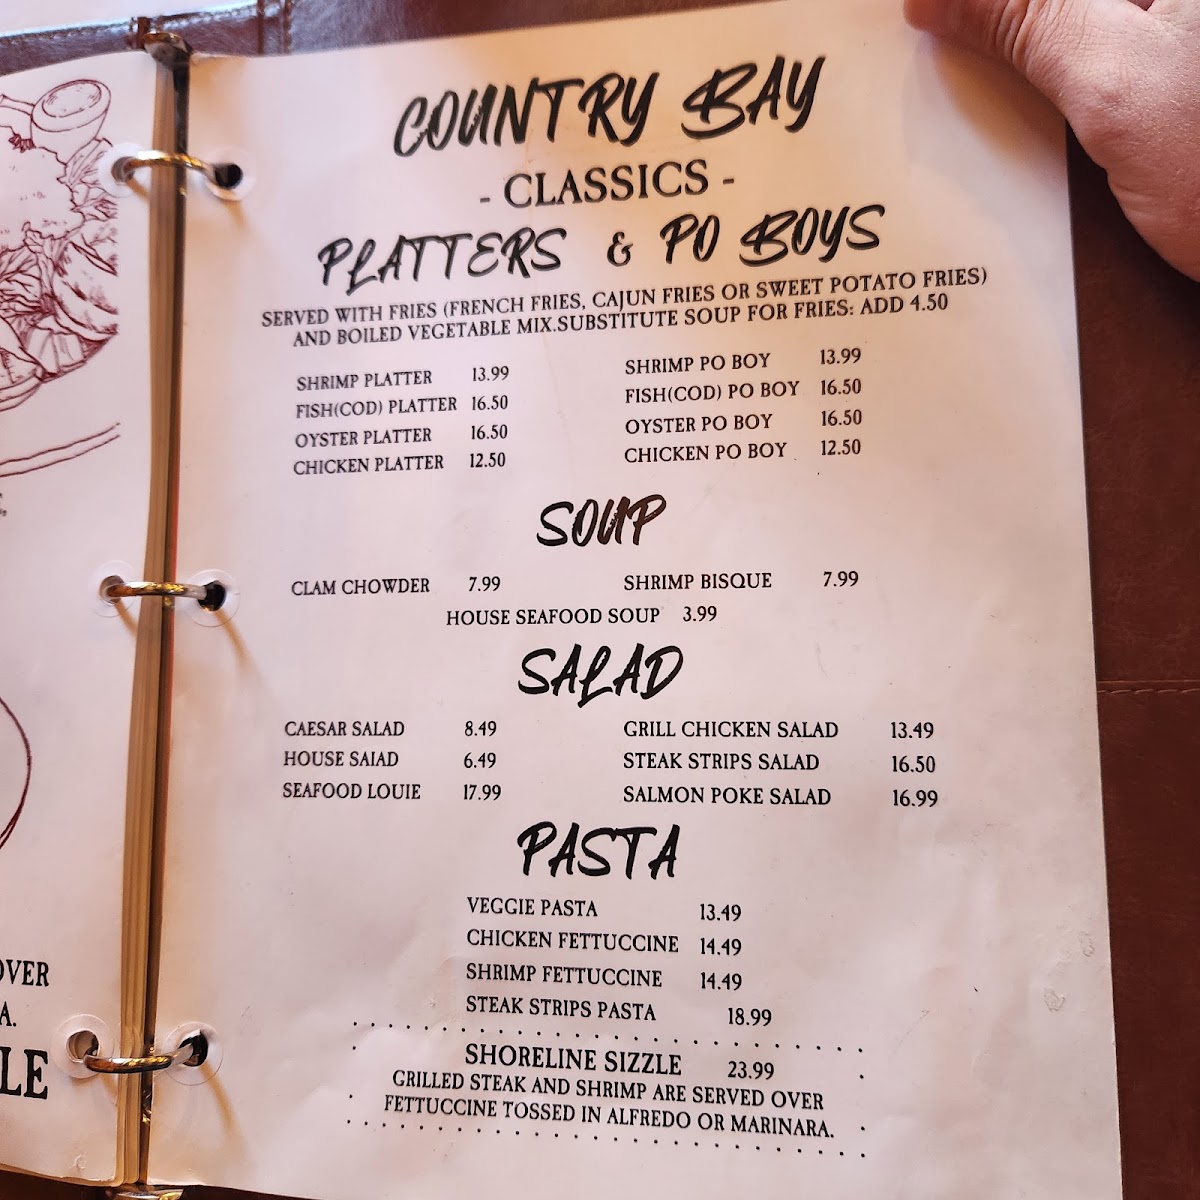 COUNTRY BAY
- CLASSICS -
PLATTERS & PO BOYS
SERVED WITH FRIES (FRENCH FRIES, CAJUN FRIES OR SWEET POTATO FRIES)
AND BOILED VEGETABLE MIX.SUBSTITUTE SOUP FOR FRIES: ADD 4.50
SHRIMP PLATTER 13.99
FISH(COD) PLATTER 16.50
OYSTER PLATTER 16.50
CHICKEN PLATTER 12.50
SHRIMP PO BOY 13.99
FISH(COD) PO BOY 16.50
OYSTER PO BOY 16.50
CHICKEN PO BOY 12.50
SOUP
CLAM CHOWDER 7.99
SHRIMP BISQUE 7.99
HOUSE SEAFOOD SOUP 3.99
SALAD
CAESAR SALAD 8.49
HOUSE SAIAD 6.49
SEAFOOD LOUIE 17.99
GRILL CHICKEN SALAD 13.49
STEAK STRIPS SALAD 16.50
SALMON POKE SALAD 16.99
PASTA
VEGGIE PASTA 13.49
CHICKEN FETTUCCINE 14.49
SHRIMP FETTUCCINE 14.49
STEAK STRIPS PASTA 18.99
SHORELINE SIZZLE 23.99
GRILLED STEAK AND SHRIMP ARE SERVED OVER
FETTUCCINE TOSSED IN ALFREDO OR MARINARA.